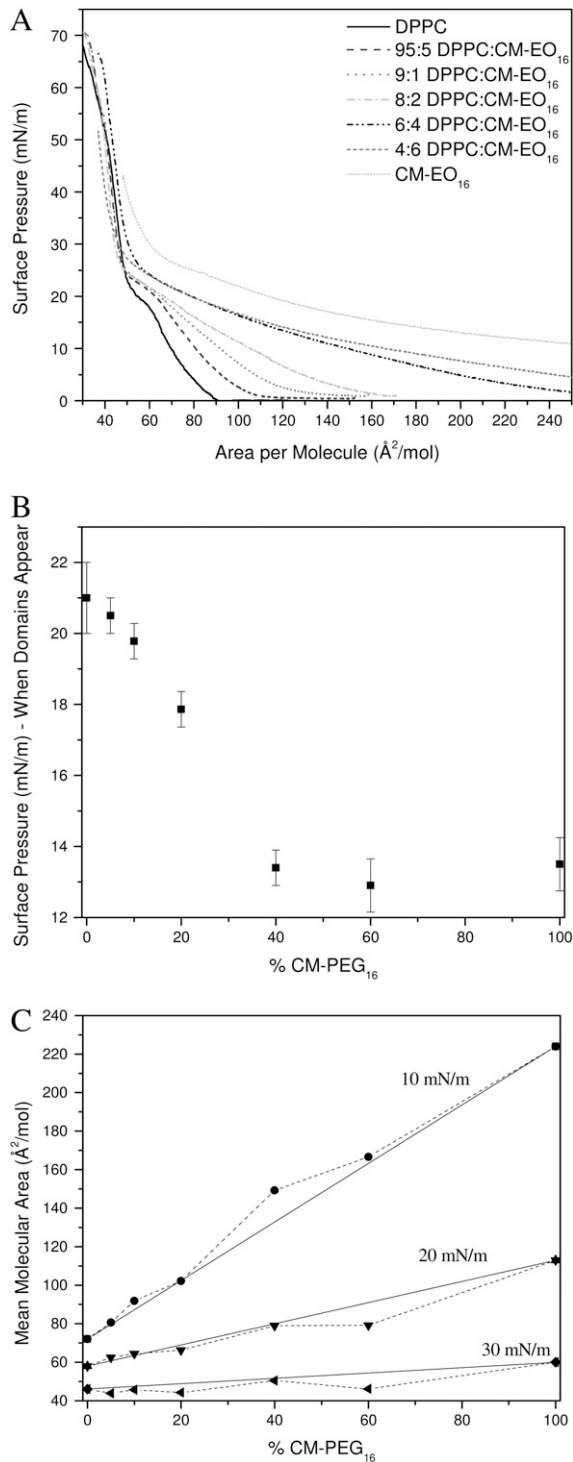 A
DPPC
95:5 DPPC:CM-EO₁₆
9:1 DPPC:CM-EO₁₆
8:2 DPPC:CM-EO₁₆
6:4 DPPC:CM-EO₁₆
4:6 DPPC:CM-EO₁₆
CM-EO₁₆
Surface Pressure (mN/m)
70
60
50
40
30
20
10
0
40 60 80 100 120 140 160 180 200 220 240
Area per Molecule (Å²/mol)
B
Surface Pressure (mN/m) - When Domains Appear
22
20
18
16
14
12
0 20 40 60 80 100
% CM-PEG₁₆
C
Mean Molecular Area (Å²/mol)
240
220
200
180
160
140
120
100
80
60
40
10 mN/m
20 mN/m
30 mN/m
0 20 40 60 80 100
% CM-PEG₁₆